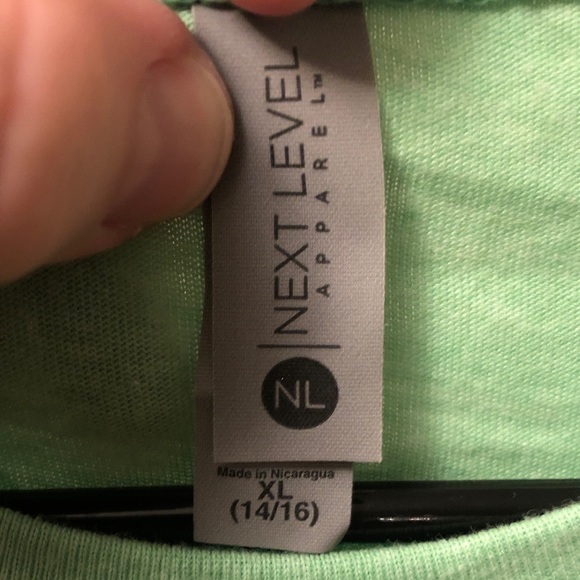 NL | NEXT LEVEL
APPAREL™
Made in Nicaragua
XL
(14/16)